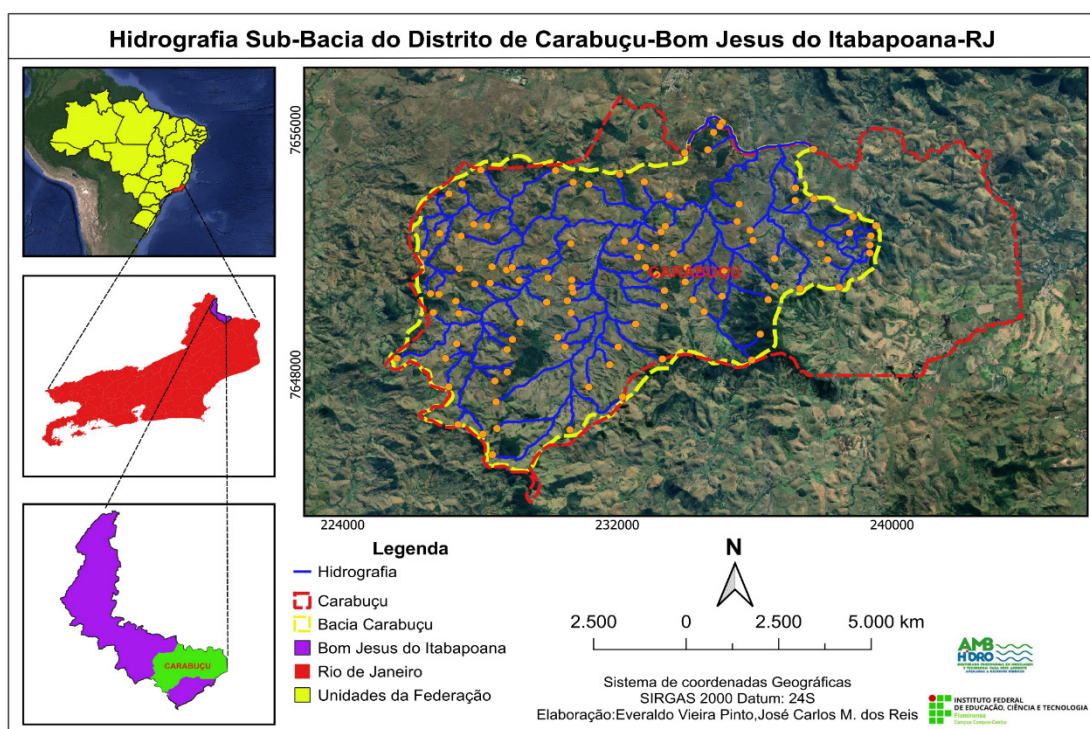 Hidrografia Sub-Bacia do Distrito de Carabuçu-Bom Jesus do Itabapoana-RJ
7656000
7648000
CARABUÇU
224000
232000
240000
CARABUÇU
Legenda
Hidrografia
Carabuçu
Bacia Carabuçu
Bom Jesus do Itabapoana
Rio de Janeiro
Unidades da Federação
N
2.500 0 2.500 5.000 km
Sistema de coordenadas Geográficas
SIRGAS 2000 Datum: 24S
Elaboração:Everaldo Vieira Pinto,José Carlos M. dos Reis
AMB
HIDRO
INSTITUTO FEDERAL
DE EDUCAÇÃO, CIÊNCIA E TECNOLOGIA
Fluminense
Campus Campos-Centro